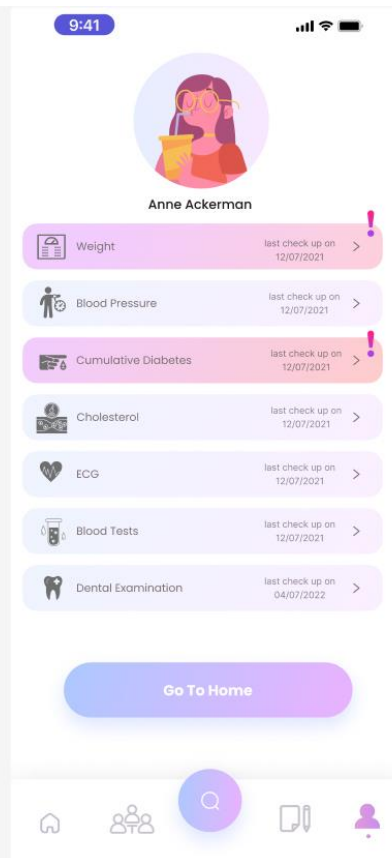 9:41
Anne Ackerman
Weight
last check up on
12/07/2021
Blood Pressure
last check up on
12/07/2021
Cumulative Diabetes
last check up on
12/07/2021
Cholesterol
last check up on
12/07/2021
ECG
last check up on
12/07/2021
Blood Tests
last check up on
12/07/2021
Dental Examination
last check up on
04/07/2022
Go To Home